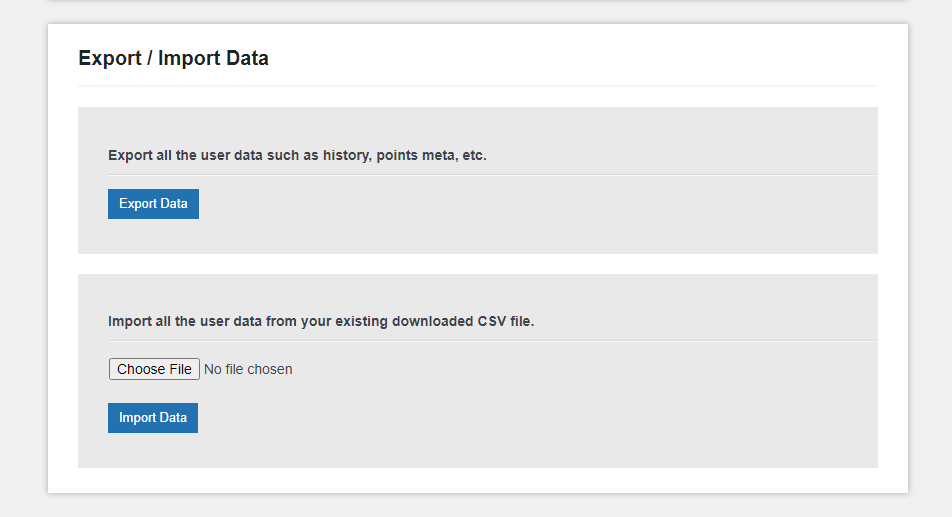 Export / Import Data
Export all the user data such as history, points meta, etc.
Export Data
Import all the user data from your existing downloaded CSV file.
Choose File No file chosen
Import Data